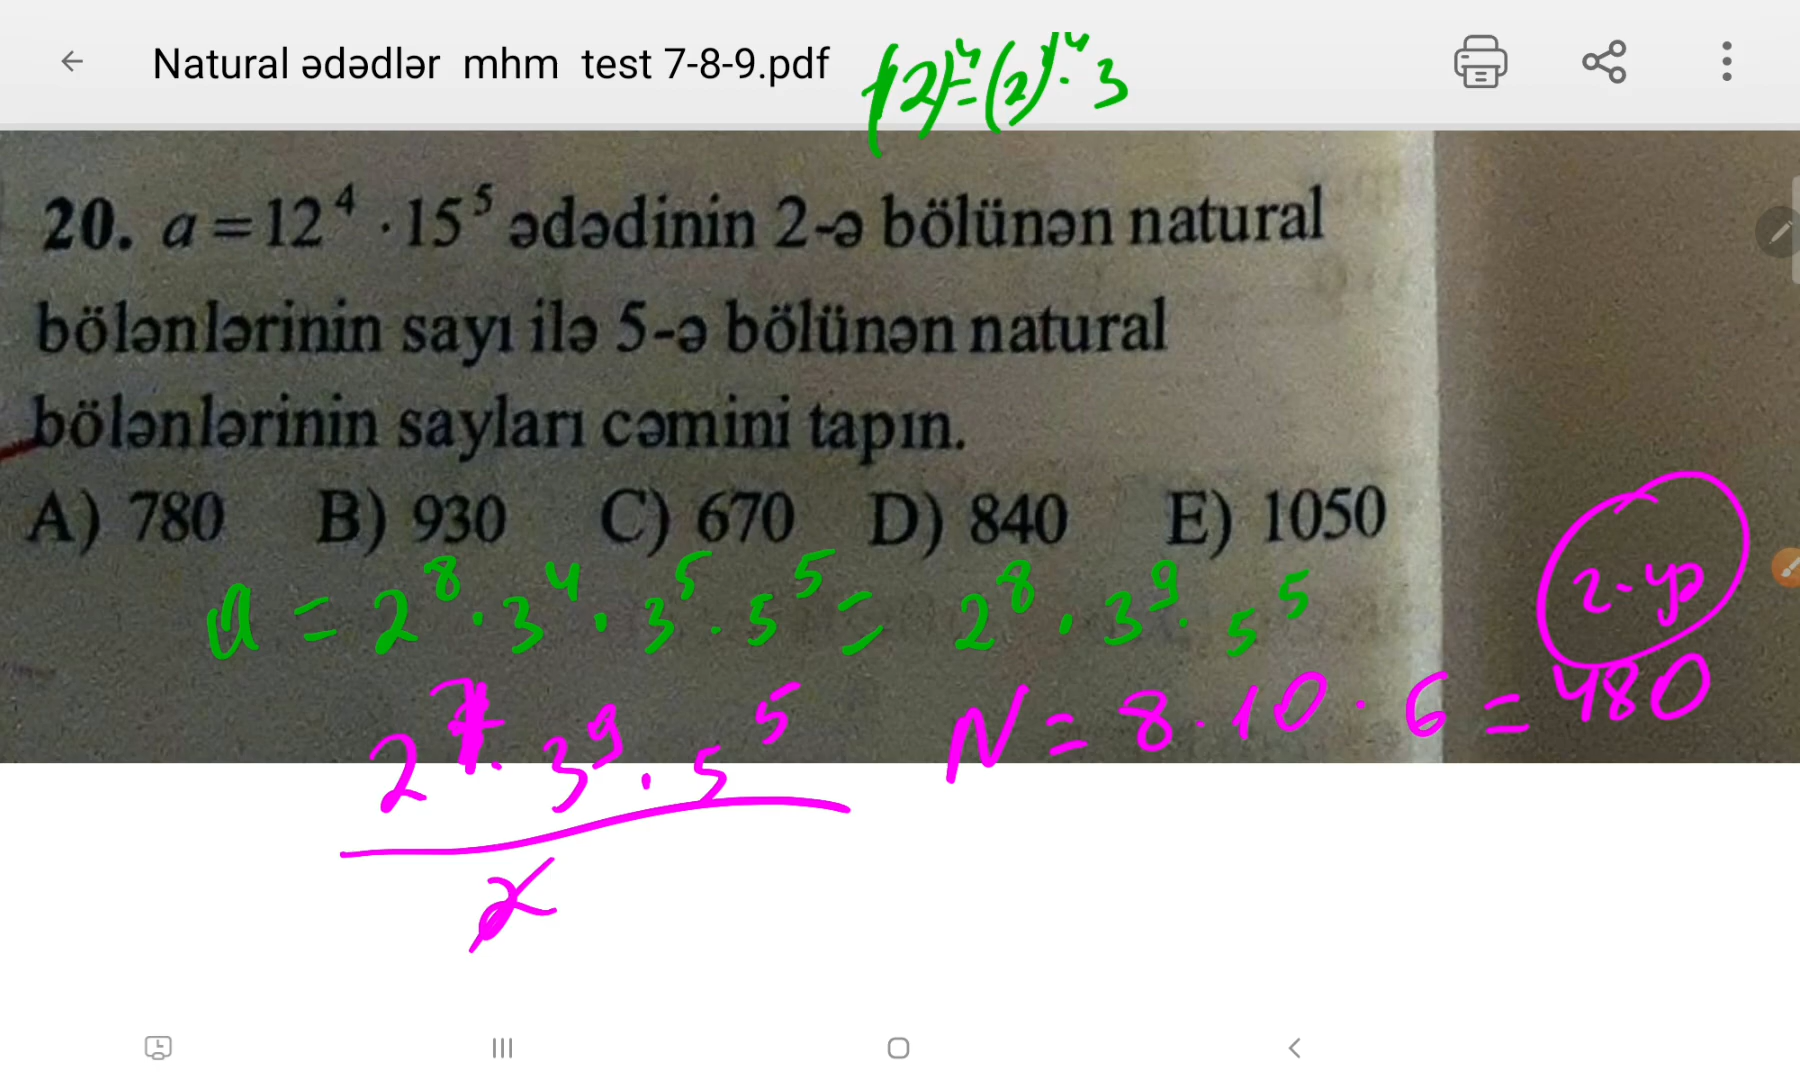 Natural ədədlər mhm test 7-8-9.pdf
(12)⁴=(2)·⁴ 3
20. a=12⁴·15⁵ ədədinin 2-ə bölünən natural
bölənlərinin sayı ilə 5-ə bölünən natural
bölənlərinin sayları cəmini tapın.
A) 780 B) 930 C) 670 D) 840 E) 1050
a = 2⁸·3⁴·3⁵·5⁵ = 2⁸·3⁹·5⁵
2-yə
2⁷·3⁹·5⁵ N = 8·10·6 = 480